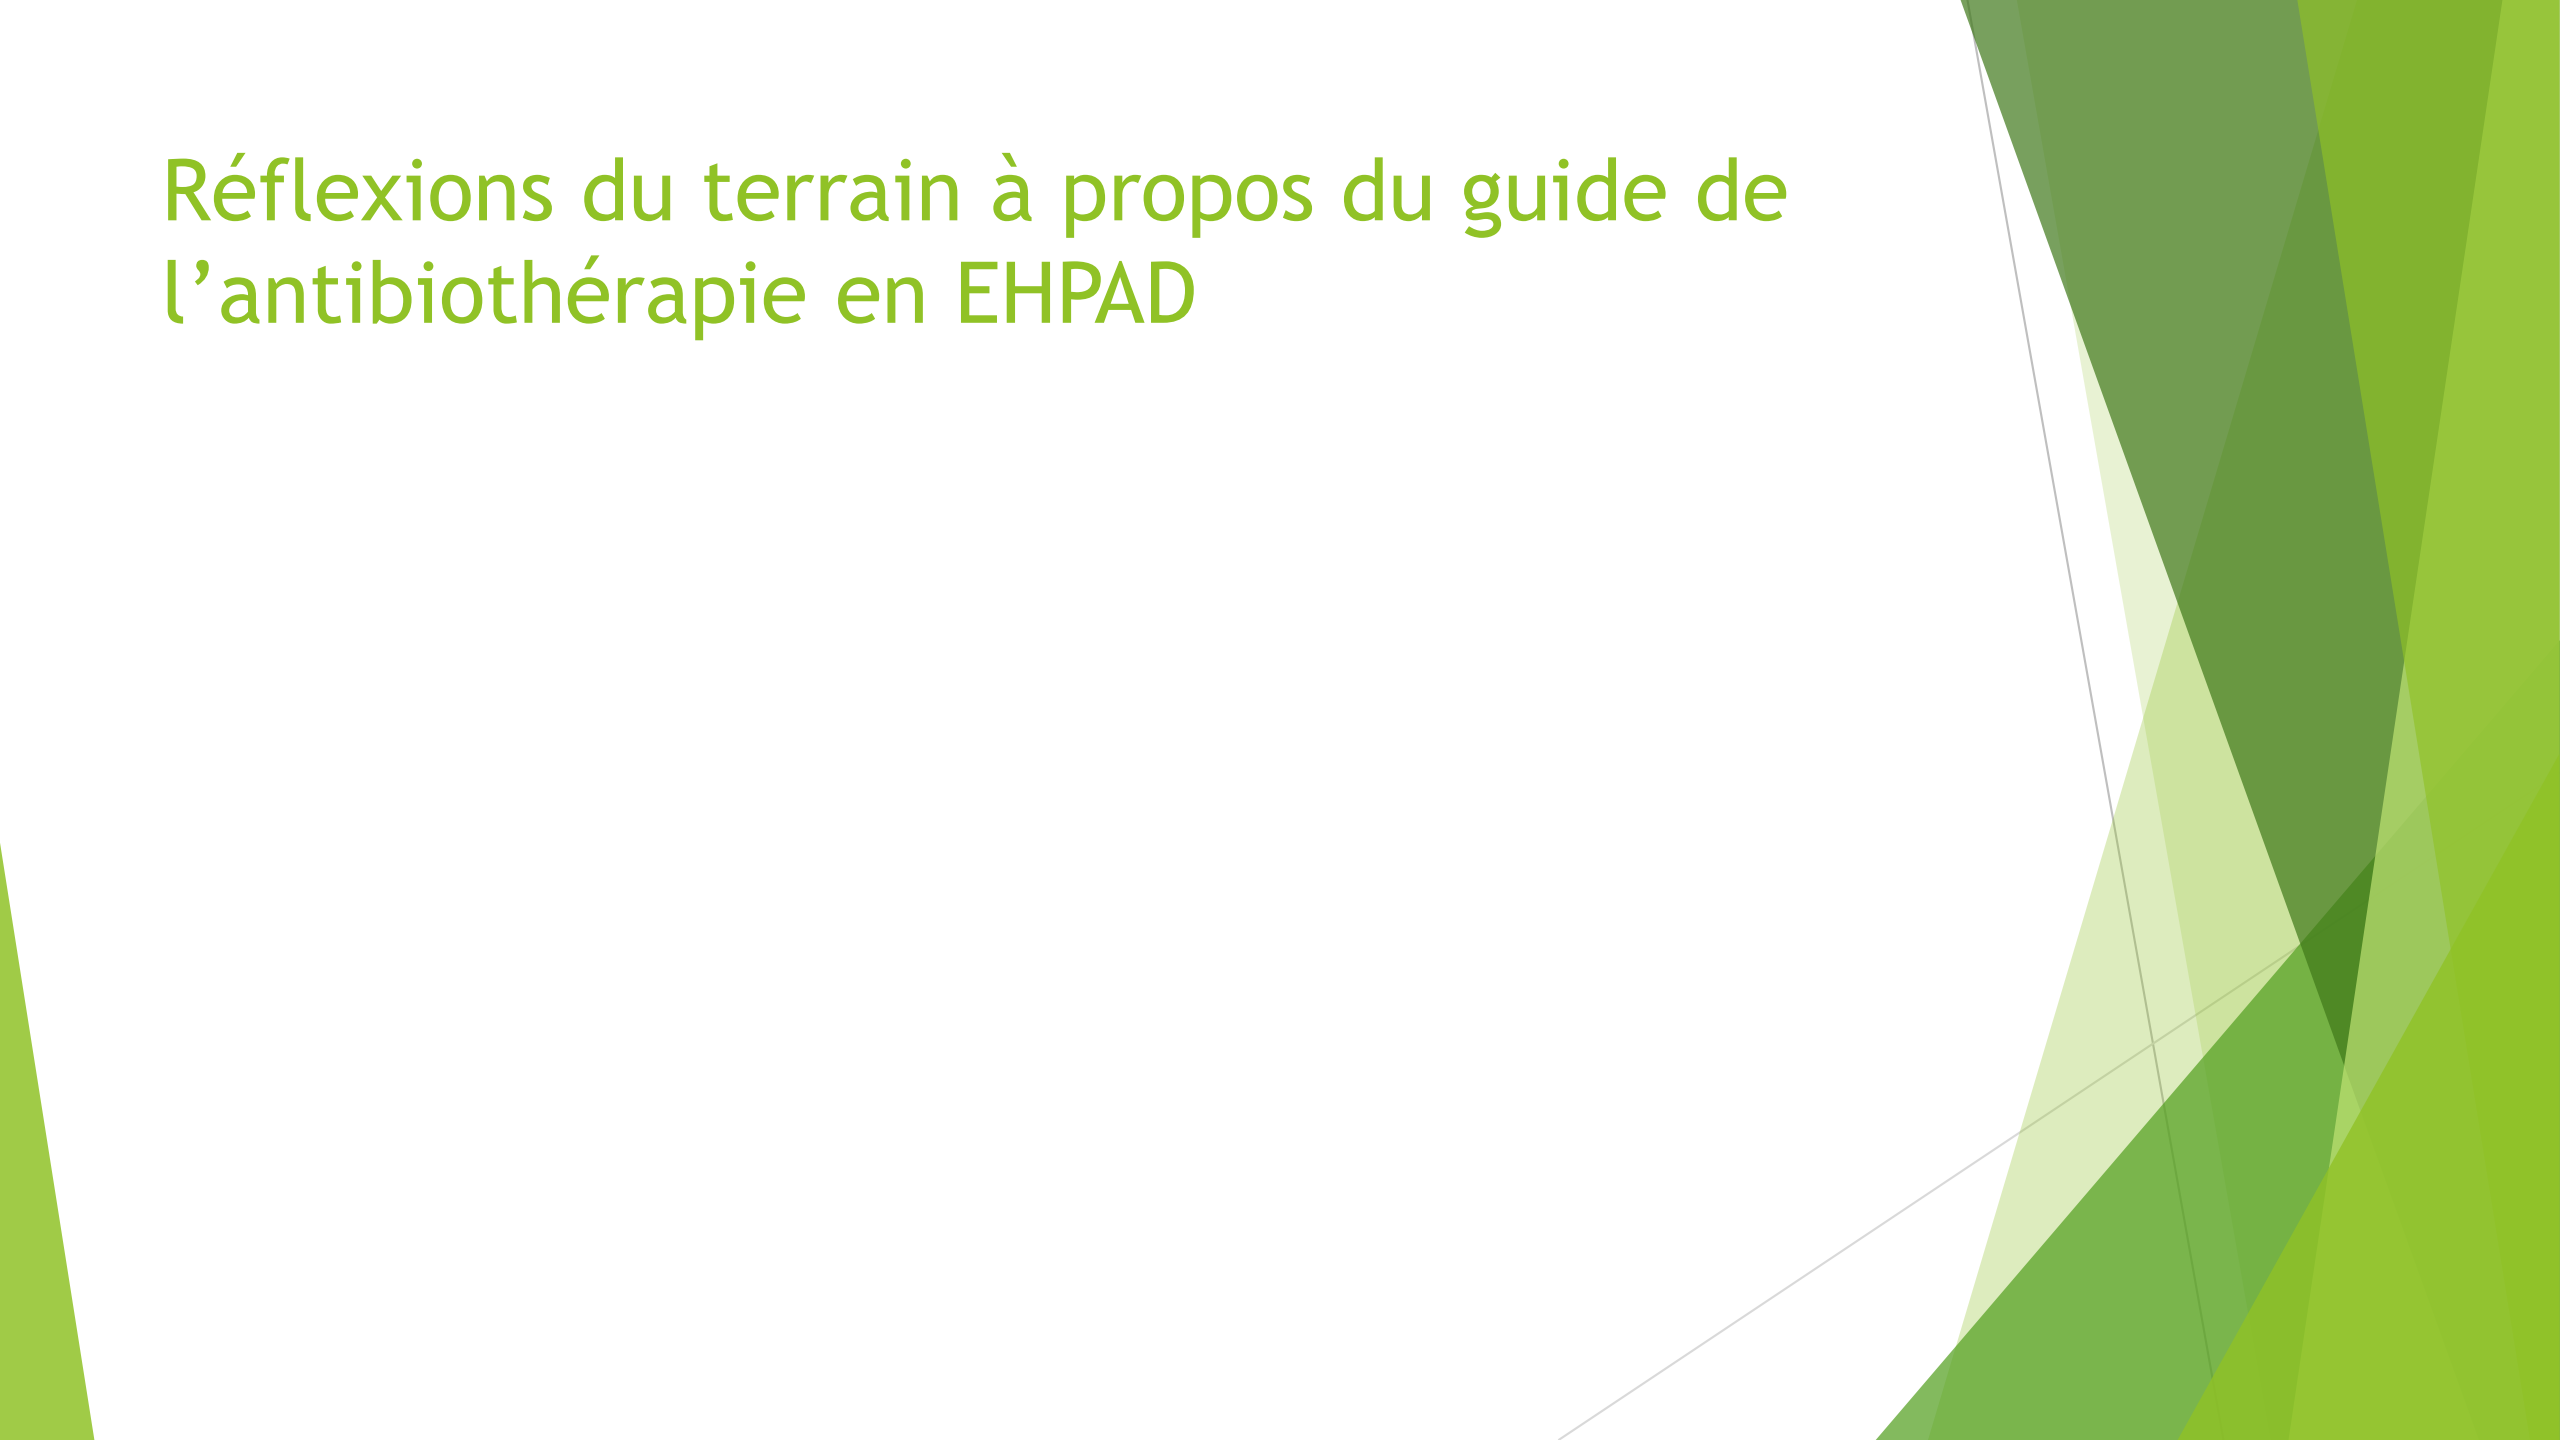 Réflexions du terrain à propos du guide de
l’antibiothérapie en EHPAD